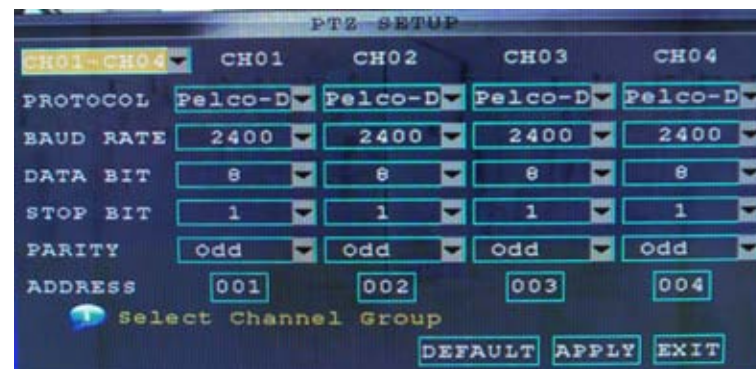 PTZ SETUP
CH01-CH04 CH01 CH02 CH03 CH04
PROTOCOL Pelco-D Pelco-D Pelco-D Pelco-D
BAUD RATE 2400 2400 2400 2400
DATA BIT 8 8 8 8
STOP BIT 1 1 1 1
PARITY Odd Odd Odd Odd
ADDRESS 001 002 003 004
Select Channel Group
DEFAULT APPLY EXIT